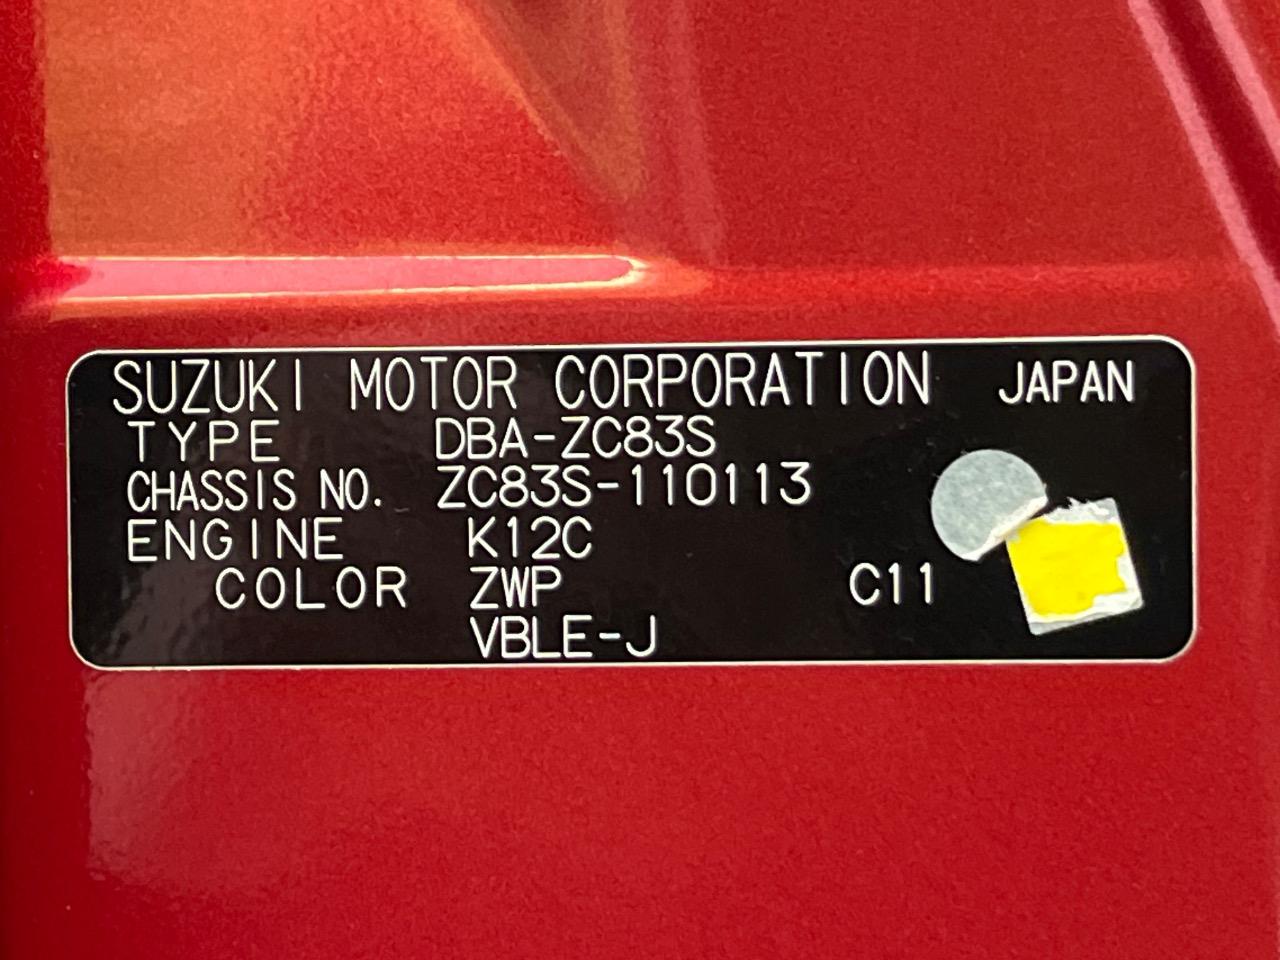 SUZUKI MOTOR CORPORATION JAPAN
TYPE DBA-ZC83S
CHASSIS NO. ZC83S-110113
ENGINE K12C
COLOR ZWP C11
VBLE-J